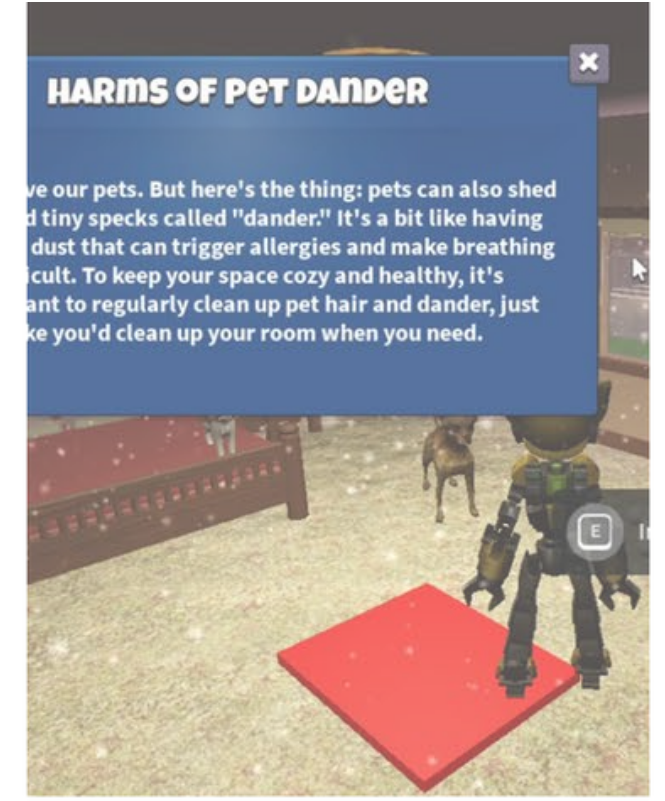 HARMS OF PET DANDER
ve our pets. But here's the thing: pets can also shed
d tiny specks called "dander." It's a bit like having
dust that can trigger allergies and make breathing
icult. To keep your space cozy and healthy, it's
ant to regularly clean up pet hair and dander, just
ke you'd clean up your room when you need.
E